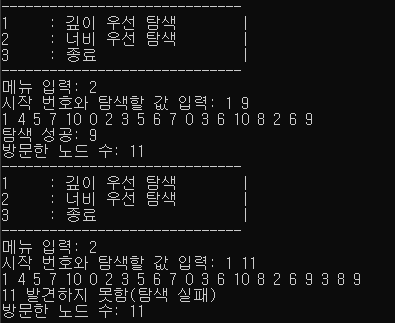 ------------------------------
1    : 깊이 우선 탐색       |
2    : 너비 우선 탐색       |
3    : 종료                 |
------------------------------
메뉴 입력: 2
시작 번호와 탐색할 값 입력: 1 9
1 4 5 7 10 0 2 3 5 6 7 0 3 6 10 8 2 6 9
탐색 성공: 9
방문한 노드 수: 11
------------------------------
1    : 깊이 우선 탐색       |
2    : 너비 우선 탐색       |
3    : 종료                 |
------------------------------
메뉴 입력: 2
시작 번호와 탐색할 값 입력: 1 11
1 4 5 7 10 0 2 3 5 6 7 0 3 6 10 8 2 6 9 3 8 9
11 발견하지 못함(탐색 실패)
방문한 노드 수: 11